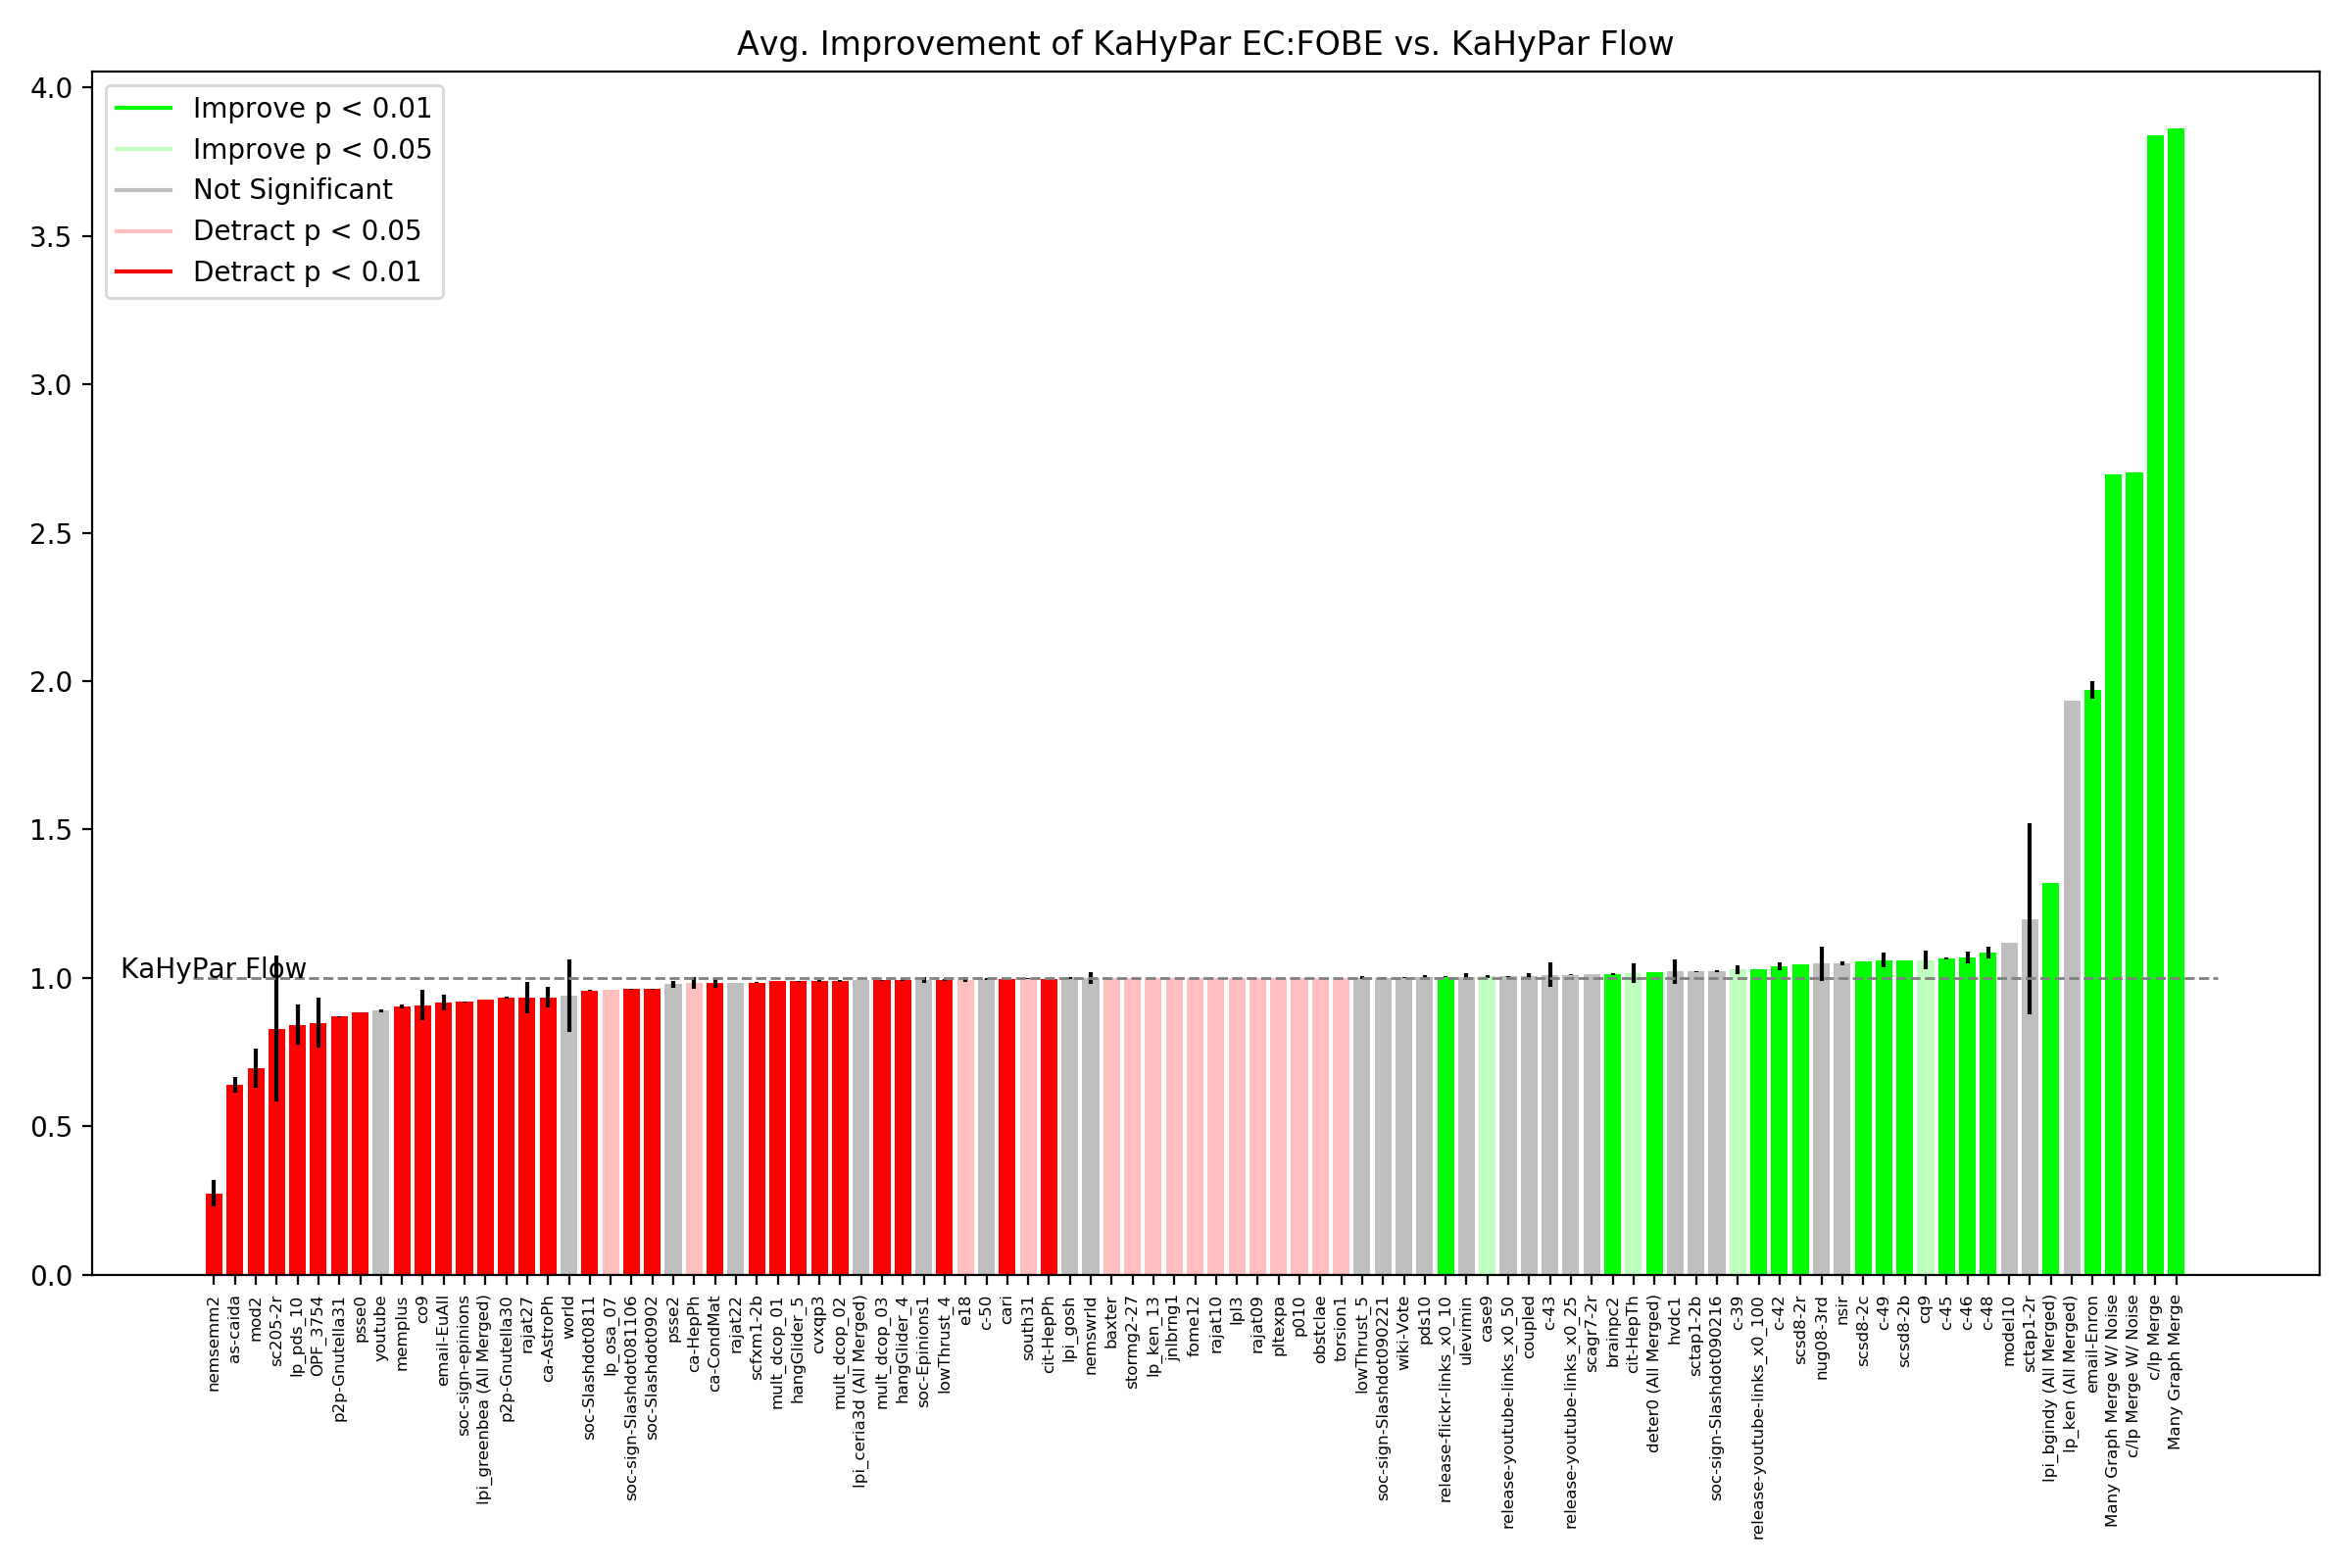 Avg. Improvement of KaHyPar EC:FOBE vs. KaHyPar Flow
4.0
3.5
3.0
2.5
2.0
1.5
1.0
0.5
0.0
Improve p < 0.01
Improve p < 0.05
Not Significant
Detract p < 0.05
Detract p < 0.01
KaHyPar Flow
nemsemm2
as-caida
mod2
sc205-2r
lp_pds_10
OPF_3754
p2p-Gnutella31
psse0
youtube
memplus
co9
email-EuAll
soc-sign-epinions
lpi_greenbea (All Merged)
p2p-Gnutella30
rajat27
ca-AstroPh
world
soc-Slashdot0811
lp_osa_07
soc-sign-Slashdot081106
soc-Slashdot0902
psse2
ca-HepPh
ca-CondMat
rajat22
scfxm1-2b
mult_dcop_01
hangGlider_5
cvxqp3
mult_dcop_02
lpi_ceria3d (All Merged)
mult_dcop_03
hangGlider_4
soc-Epinions1
lowThrust_4
e18
c-50
cari
south31
cit-HepPh
lpi_gosh
nemswrld
baxter
stormg2-27
lp_ken_13
jnlbrng1
fome12
rajat10
lpl3
rajat09
pltexpa
p010
obstclae
torsion1
lowThrust_5
soc-sign-Slashdot090221
wiki-Vote
pds10
release-flickr-links_x0_10
ulevimin
case9
release-youtube-links_x0_50
coupled
c-43
release-youtube-links_x0_25
scagr7-2r
brainpc2
cit-HepTh
deter0 (All Merged)
hvdc1
sctap1-2b
soc-sign-Slashdot090216
c-39
release-youtube-links_x0_100
c-42
scsd8-2r
nug08-3rd
nsir
scsd8-2c
c-49
scsd8-2b
cq9
c-45
c-46
c-48
model10
sctap1-2r
lpi_bgindy (All Merged)
lp_ken (All Merged)
email-Enron
Many Graph Merge W/ Noise
c/lp Merge W/ Noise
c/lp Merge
Many Graph Merge